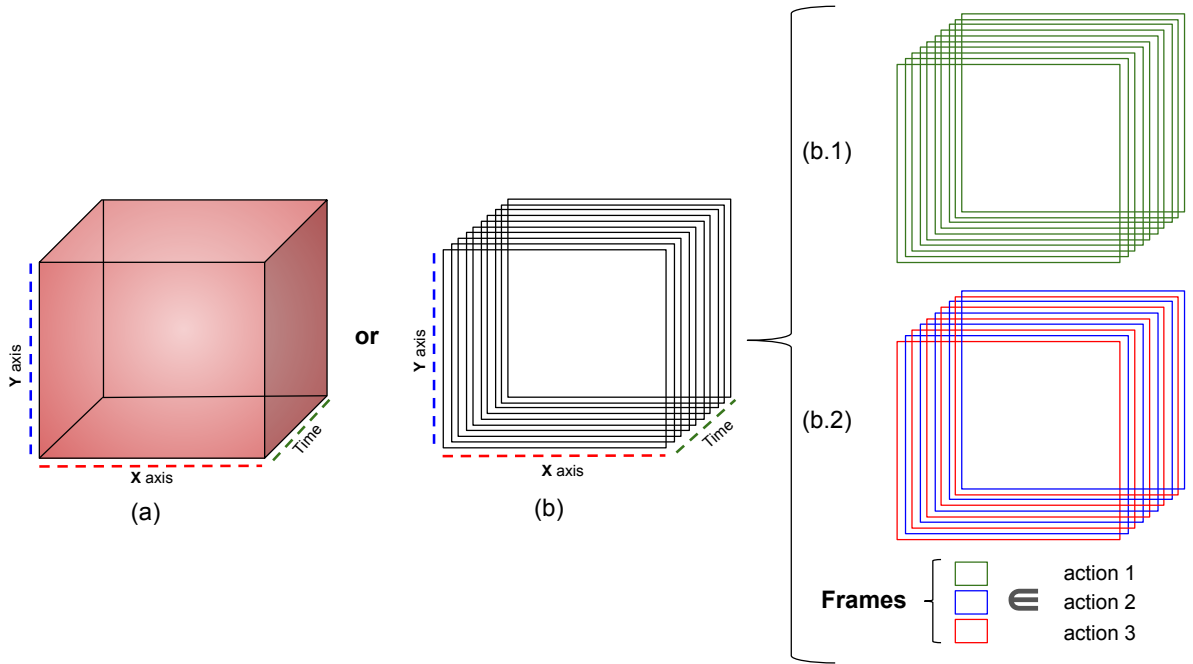 Y axis
X axis
Time
(a)
or
Y axis
X axis
Time
(b)
(b.1)
(b.2)
Frames
∈
action 1
action 2
action 3